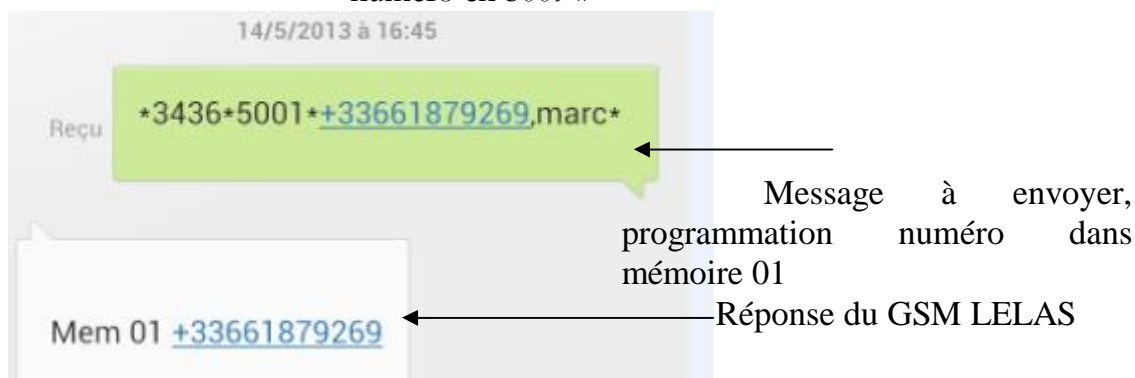 14/5/2013 à 16:45
*3436*5001*+33661879269,marc*
Reçu
Message à envoyer,
programmation numéro dans
mémoire 01
Réponse du GSM LELAS
Mem 01 +33661879269